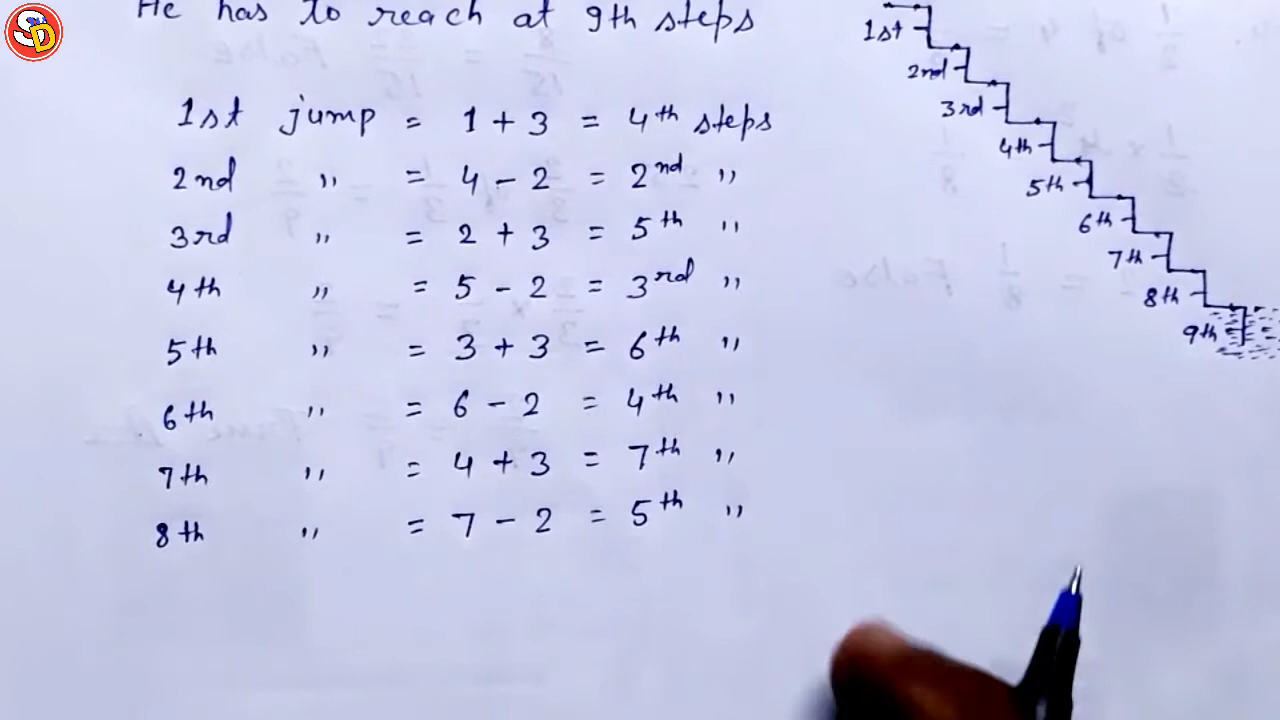 He has to reach at 9th steps
1st jump = 1 + 3 = 4th steps
2nd ,, = 4 - 2 = 2nd ,,
3rd ,, = 2 + 3 = 5th ,,
4th ,, = 5 - 2 = 3rd ,,
5th ,, = 3 + 3 = 6th ,,
6th ,, = 6 - 2 = 4th ,,
7th ,, = 4 + 3 = 7th ,,
8th ,, = 7 - 2 = 5th ,,
1st
2nd
3rd
4th
5th
6th
7th
8th
9th
SD